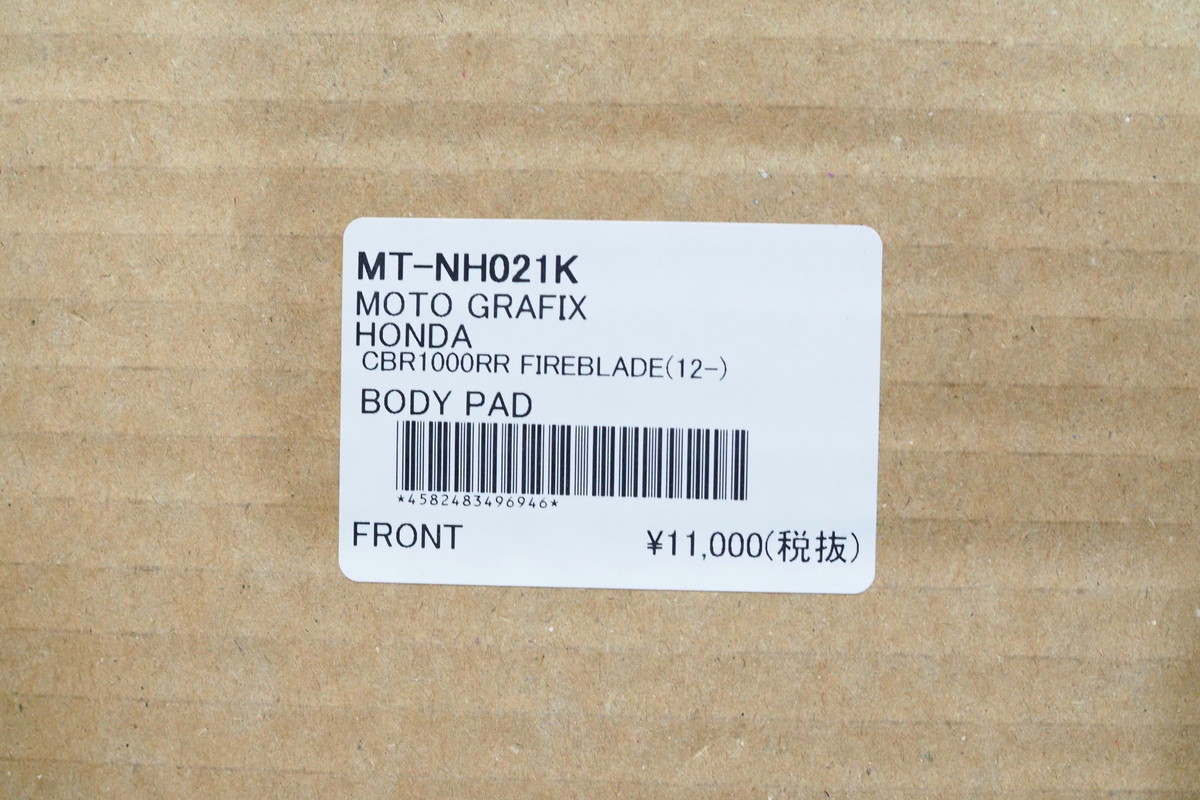 MT-NH021K
MOTO GRAFIX
HONDA
CBR1000RR FIREBLADE(12-)
BODY PAD
*4582483496946*
FRONT ¥11,000(税抜)